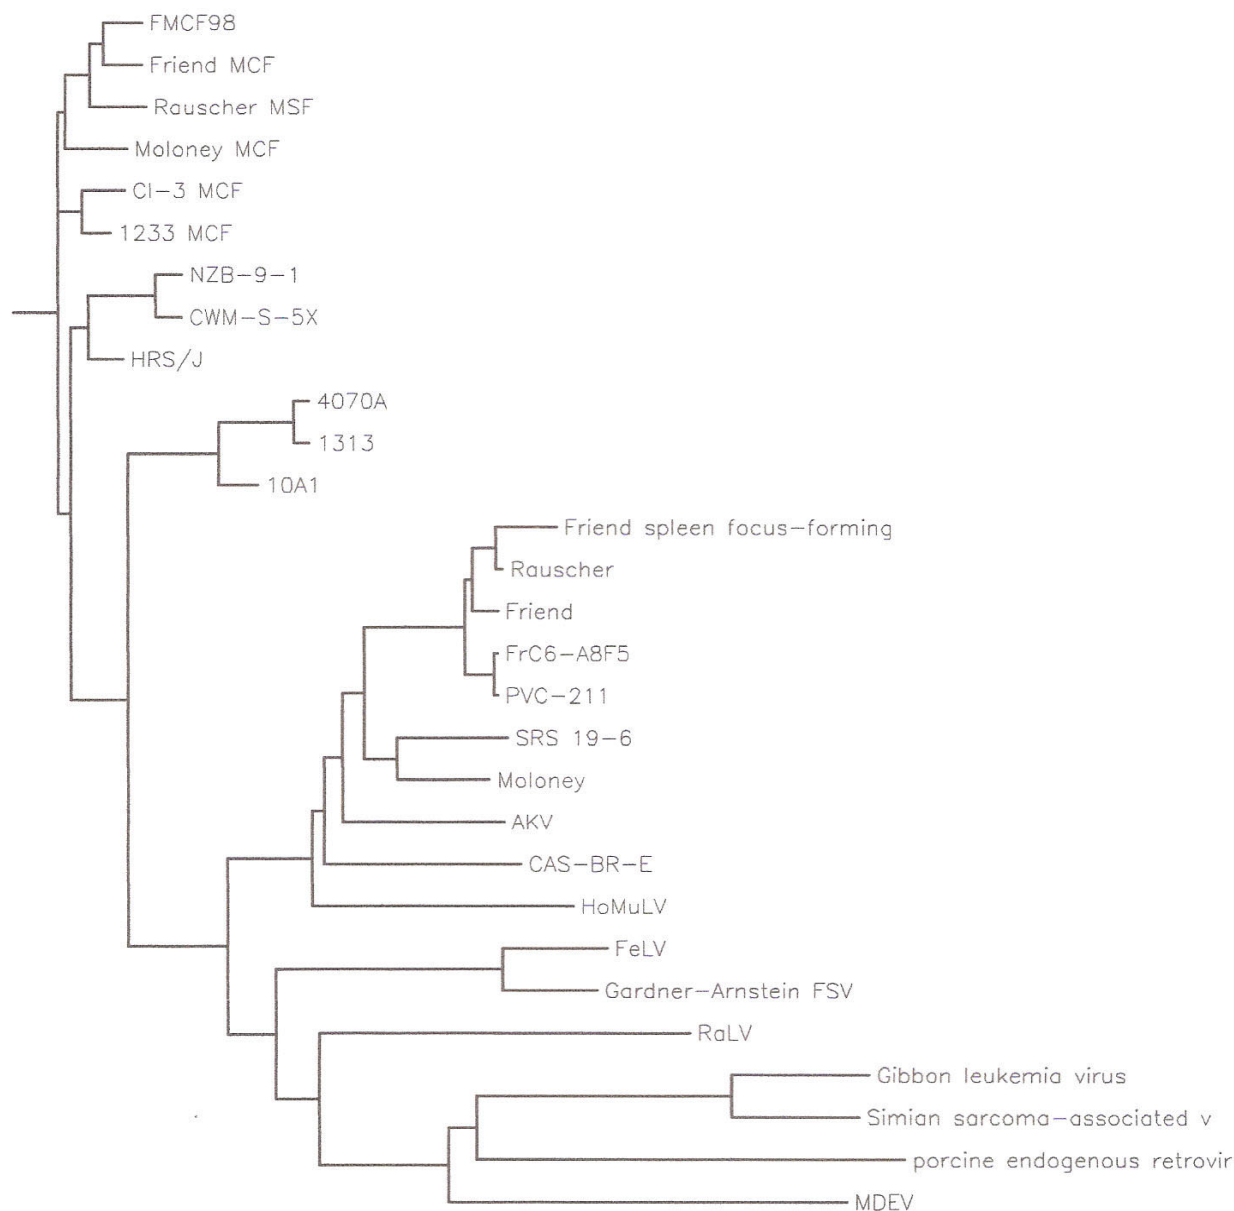 FMCF98
Friend MCF
Rauscher MSF
Moloney MCF
CI-3 MCF
1233 MCF
NZB-9-1
CWM-S-5X
HRS/J
4070A
1313
10A1
Friend spleen focus-forming
Rauscher
Friend
FrC6-A8F5
PVC-211
SRS 19-6
Moloney
AKV
CAS-BR-E
HoMuLV
FeLV
Gardner-Arnstein FSV
RaLV
Gibbon leukemia virus
Simian sarcoma-associated v
porcine endogenous retrovir
MDEV